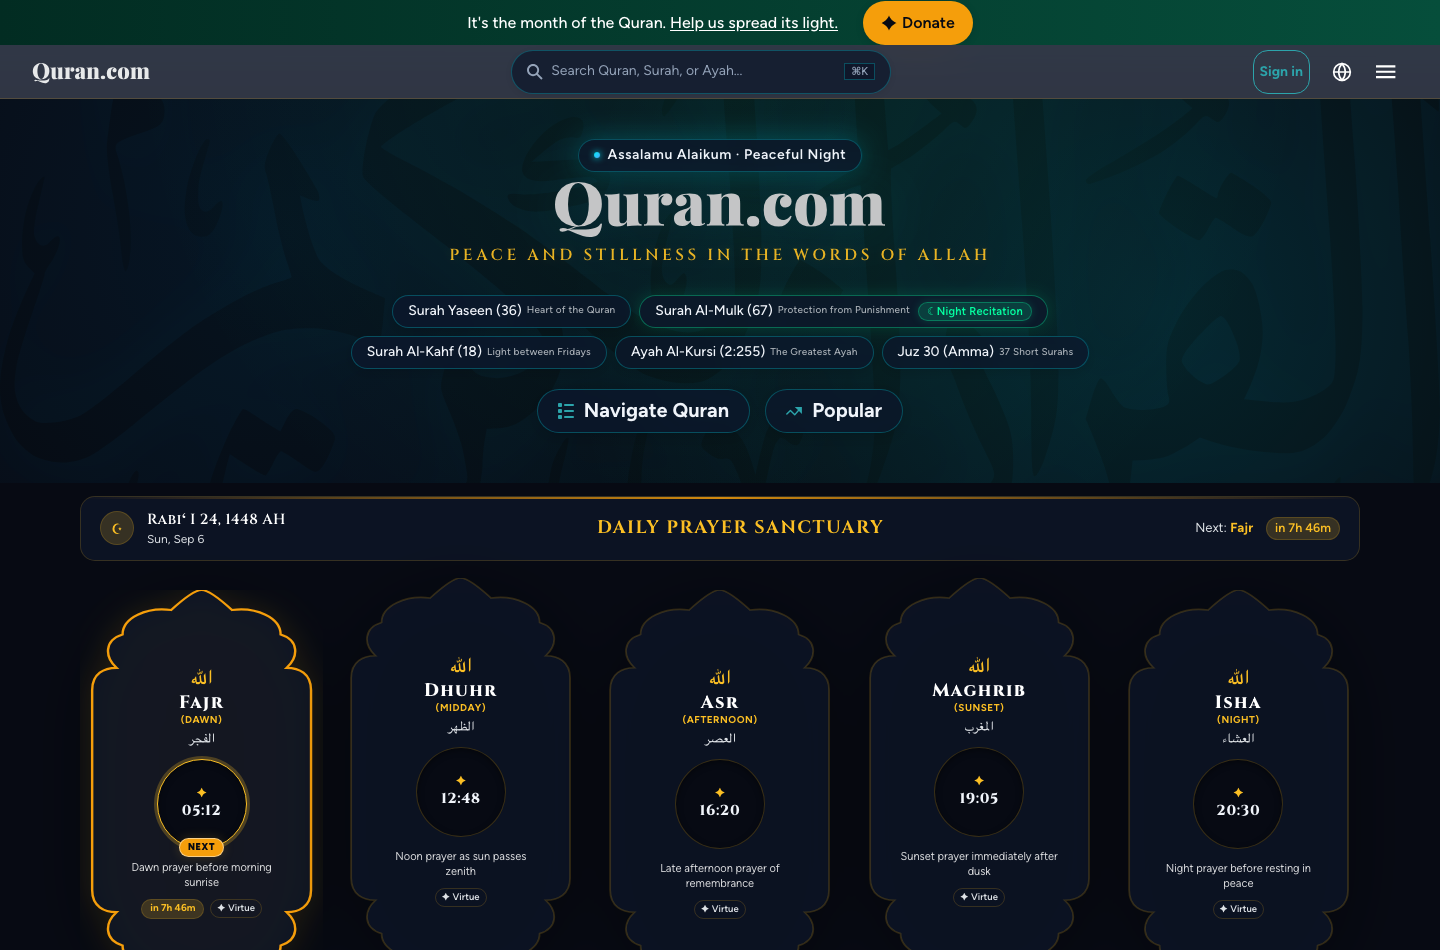 It's the month of the Quran. Help us spread its light. ✦ Donate
Quran.com
Search Quran, Surah, or Ayah...
⌘K
Sign in
Assalamu Alaikum · Peaceful Night
Quran.com
PEACE AND STILLNESS IN THE WORDS OF ALLAH
Surah Yaseen (36) Heart of the Quran
Surah Al-Mulk (67) Protection from Punishment ☾ Night Recitation
Surah Al-Kahf (18) Light between Fridays
Ayah Al-Kursi (2:255) The Greatest Ayah
Juz 30 (Amma) 37 Short Surahs
Navigate Quran
Popular
Rabiʻ I 24, 1448 AH
Sun, Sep 6
DAILY PRAYER SANCTUARY
Next: Fajr in 7h 46m
الله
Fajr
(DAWN)
الفجر
✦
05:12
NEXT
Dawn prayer before morning
sunrise
in 7h 46m
✦ Virtue
الله
Dhuhr
(MIDDAY)
الظهر
✦
12:48
Noon prayer as sun passes
zenith
✦ Virtue
الله
Asr
(AFTERNOON)
العصر
✦
16:20
Late afternoon prayer of
remembrance
✦ Virtue
الله
Maghrib
(SUNSET)
المغرب
✦
19:05
Sunset prayer immediately after
dusk
✦ Virtue
الله
Isha
(NIGHT)
العشاء
✦
20:30
Night prayer before resting in
peace
✦ Virtue